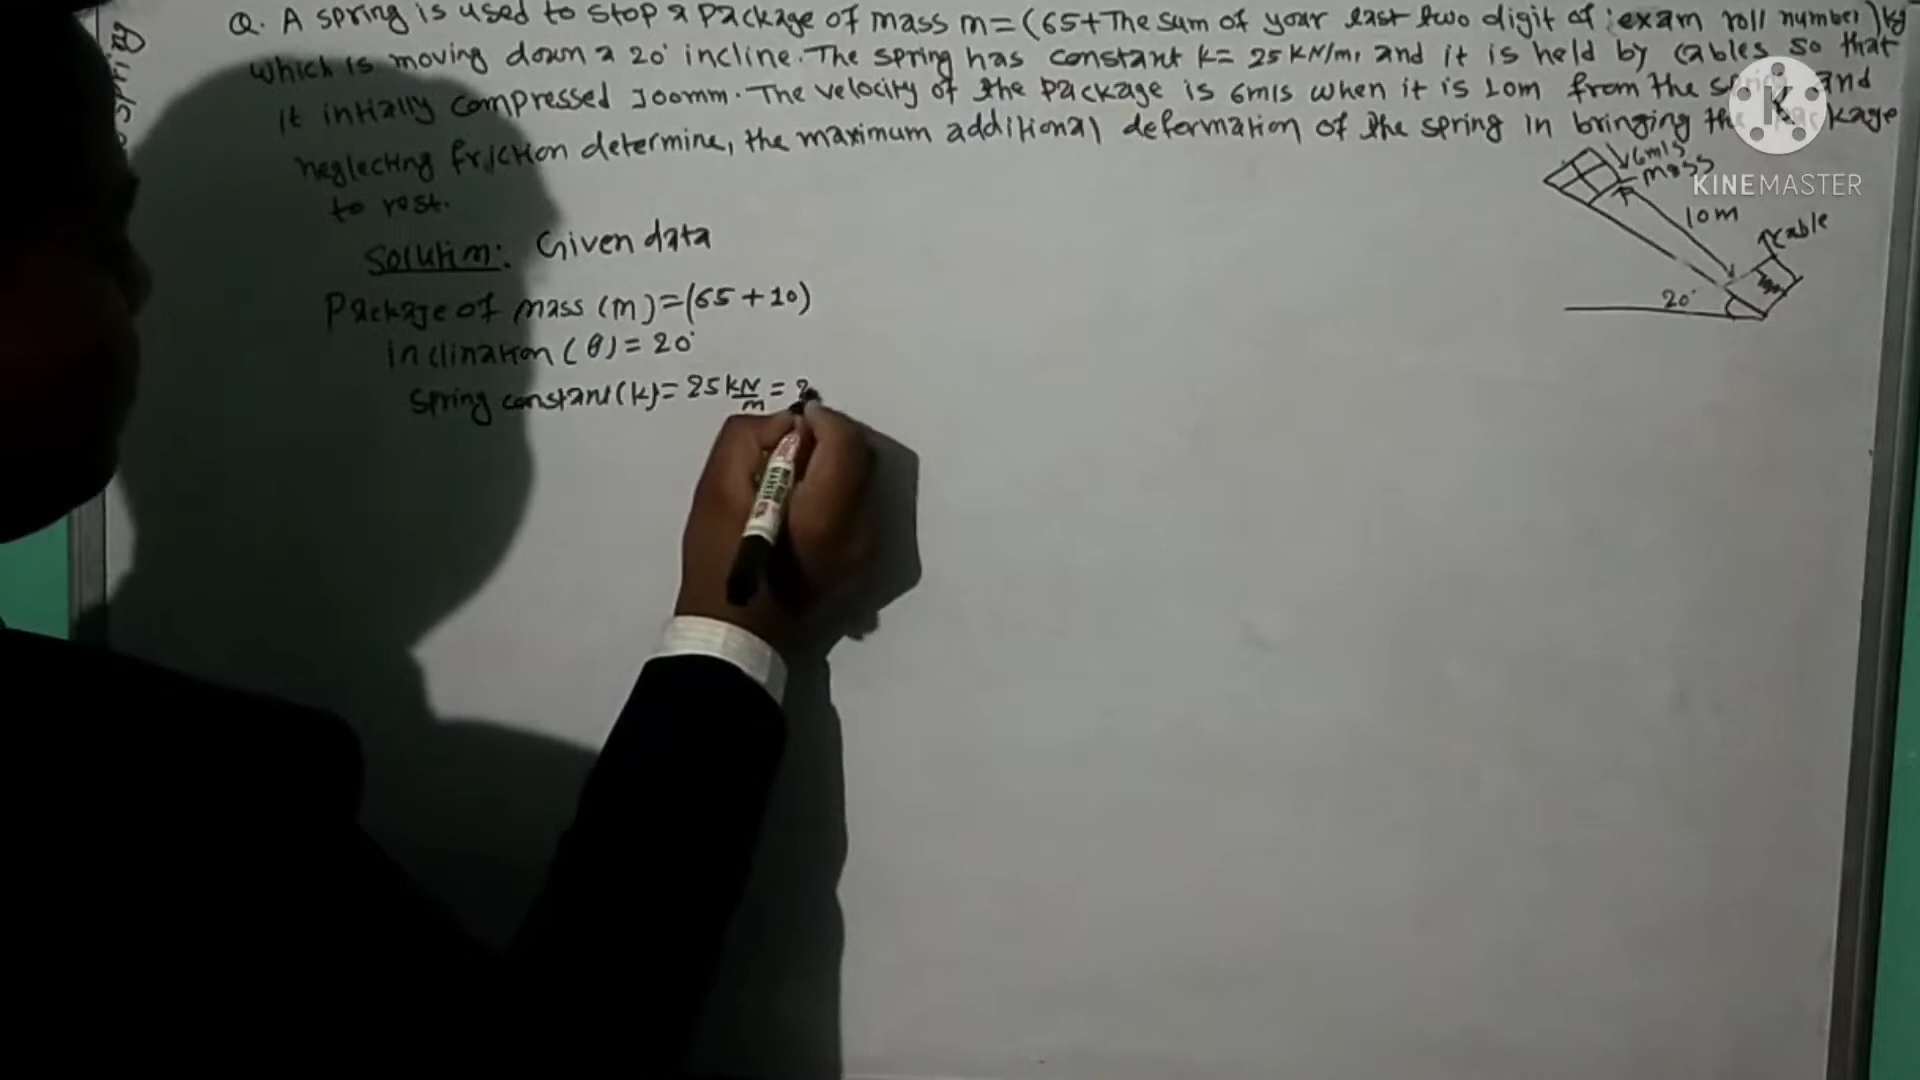 Q. A spring is used to stop a package of mass m=(65+The sum of your last two digit of exam roll number)kg
which is moving down a 20° incline. The spring has constant k= 25 KN/m, and it is held by cables so that
it intially compressed 100mm. The velocity of the package is 6m/s when it is 10m from the spring and
neglecting friction determine, the maximum additional deformation of the spring in bringing the package
to rest.
6m/s
mass
10m
cable
20°
KINEMASTER
Solution: Given data
Package of mass (m)=(65+10)
inclination (θ)= 20°
spring constant(k)= 25 kN/m =